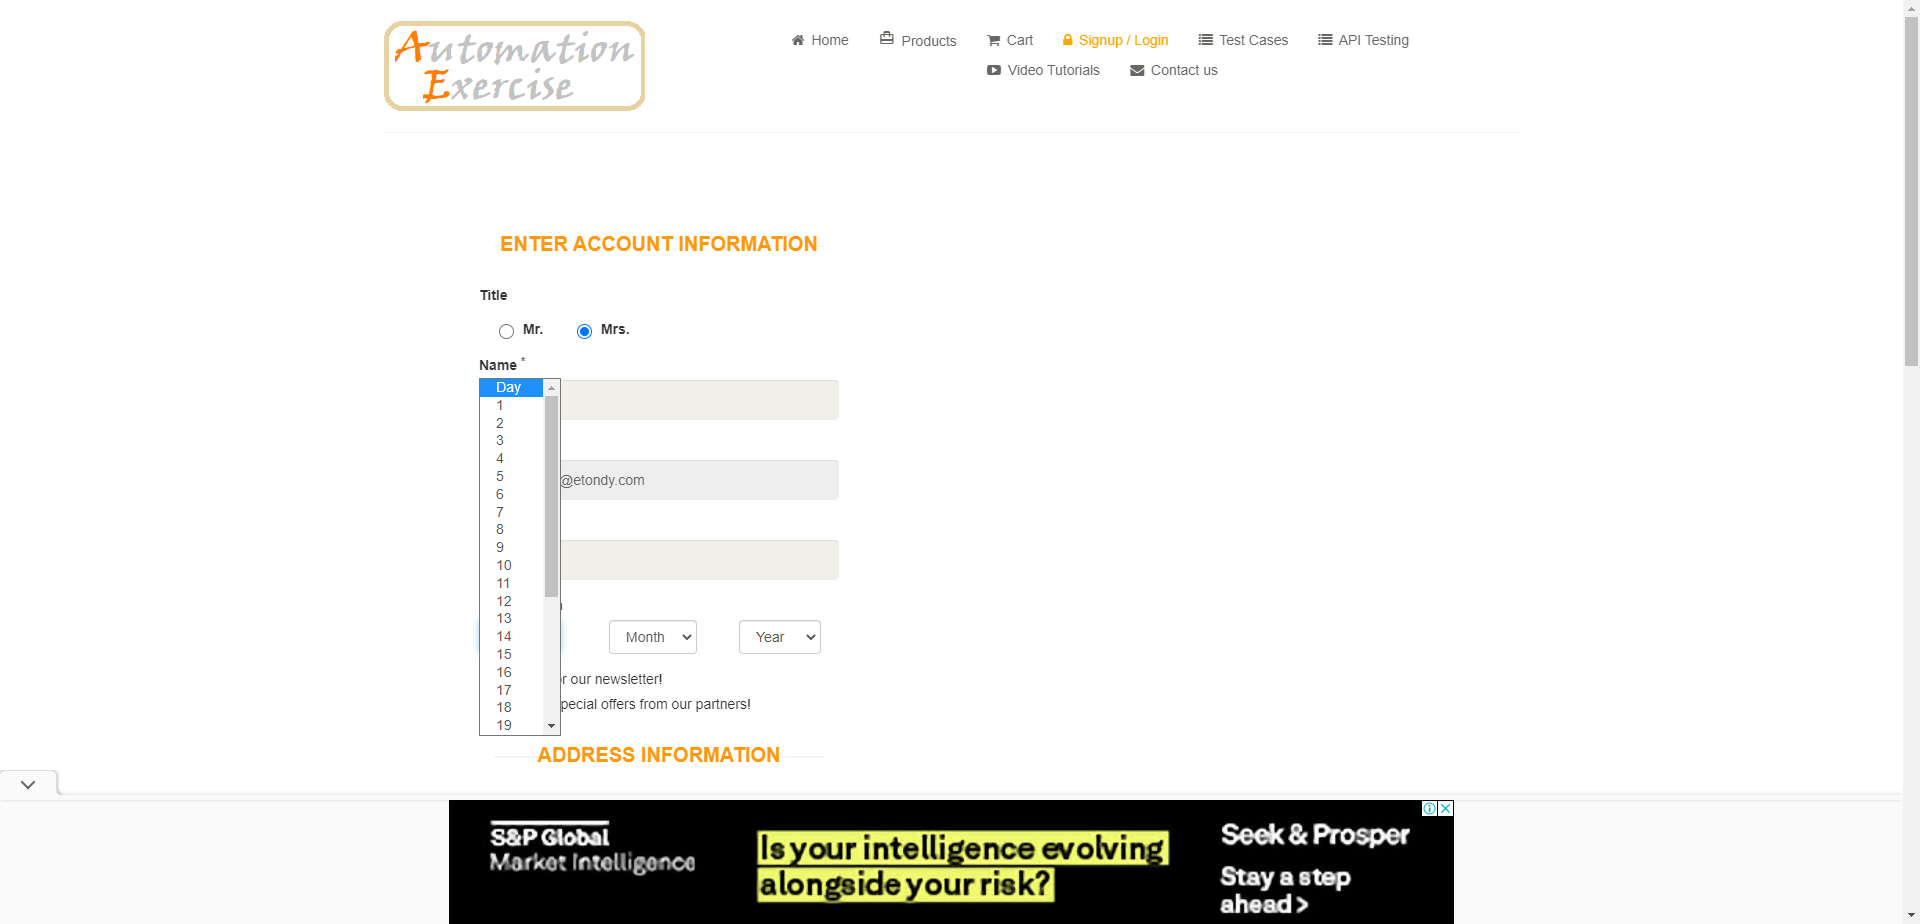 Automation
Exercise
Home
Products
Cart
Signup / Login
Test Cases
API Testing
Video Tutorials
Contact us
ENTER ACCOUNT INFORMATION
Title
Mr.
Mrs.
Name *
Day
1
2
3
4
5
6
7
8
9
10
11
12
13
14
15
16
17
18
19
@etondy.com
Month
Year
our newsletter!
pecial offers from our partners!
ADDRESS INFORMATION
S&P Global
Market Intelligence
Is your intelligence evolving
alongside your risk?
Seek & Prosper
Stay a step
ahead >